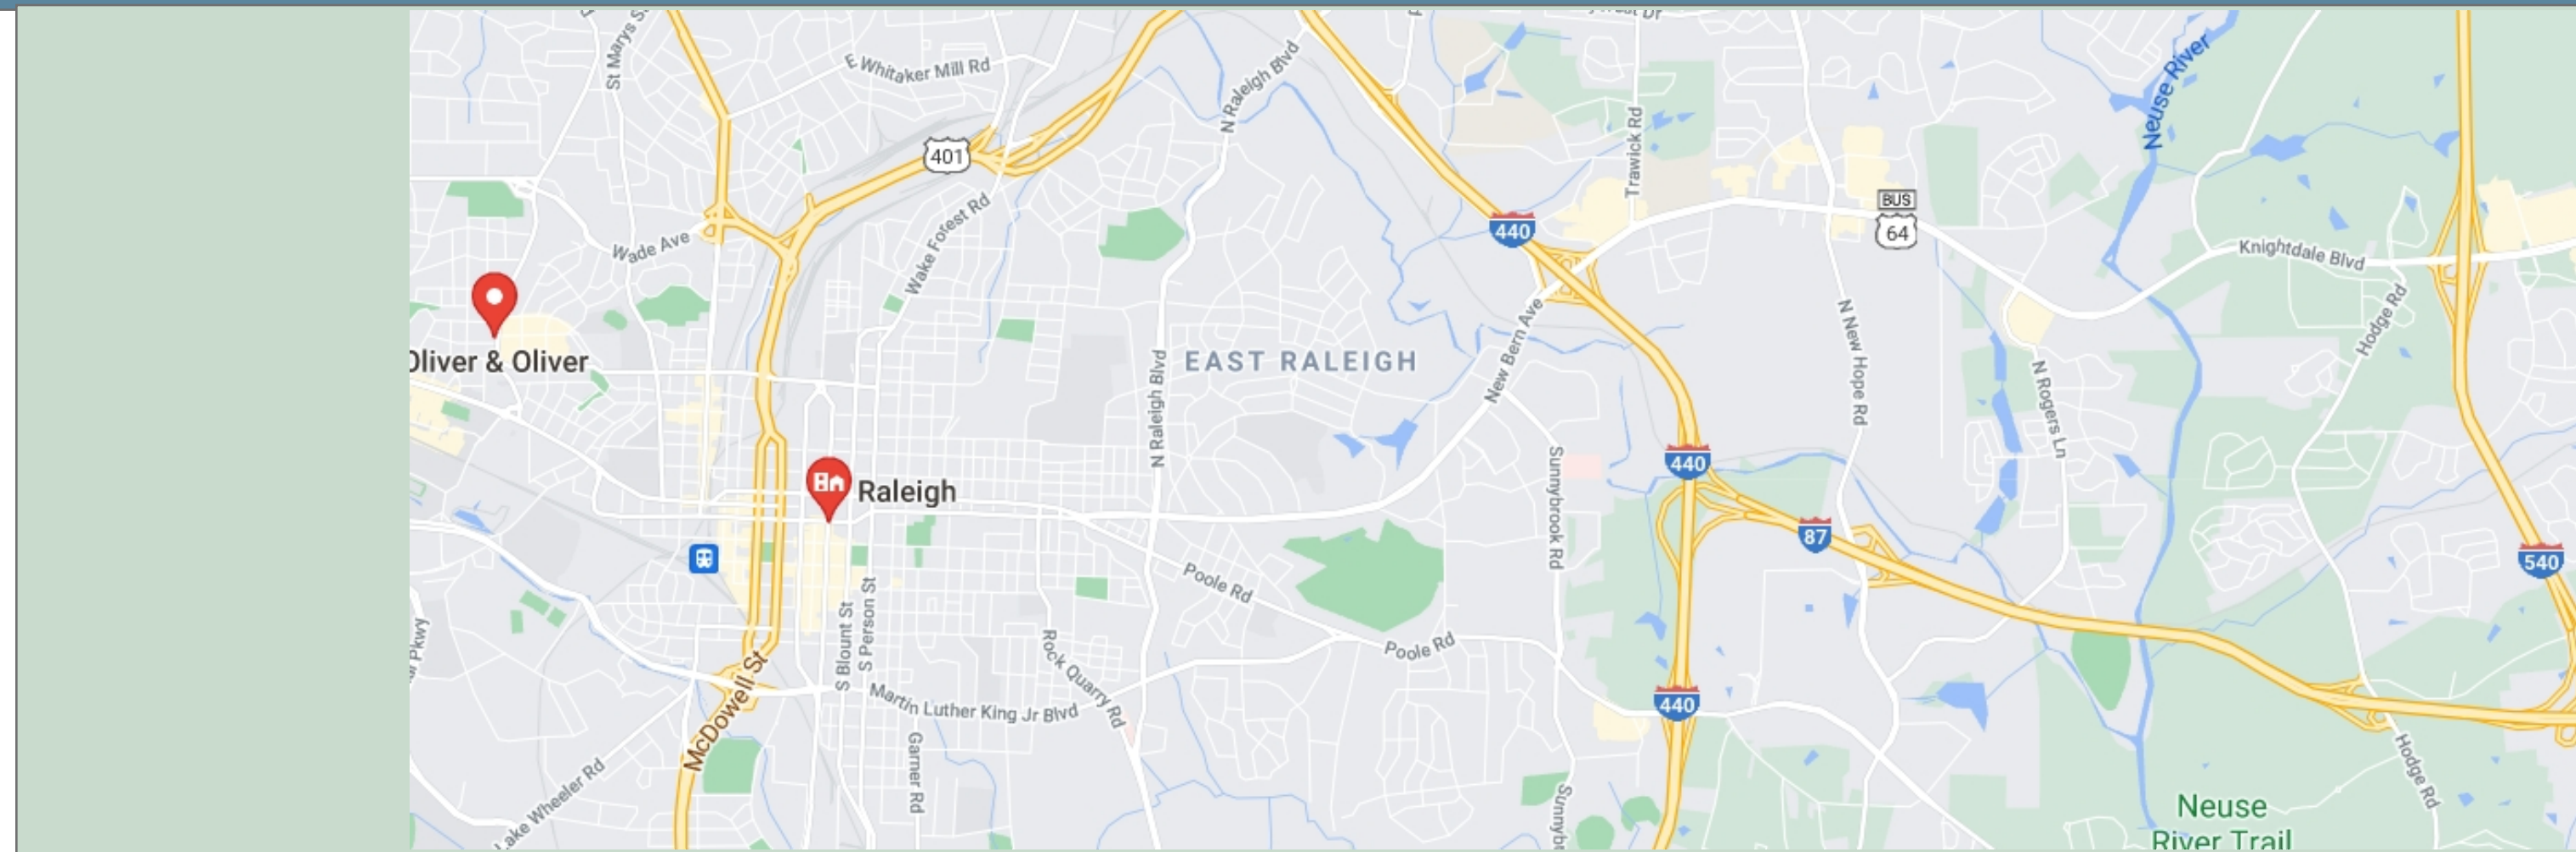 St Marys St
E Whitaker Mill Rd
N Raleigh Blvd
Neuse River
401
Trawick Rd
BUS
64
440
Wade Ave
Wake Forest Rd
Knightdale Blvd
Hodge Rd
New Bern Ave
N New Hope Rd
Oliver & Oliver
EAST RALEIGH
N Raleigh Blvd
N Rogers Ln
440
Raleigh
Sunnybrook Rd
87
540
Poole Rd
S Blount St
S Person St
Rock Quarry Rd
Poole Rd
McDowell St
Martin Luther King Jr Blvd
440
Garner Rd
Lake Wheeler Rd
Hodge Rd
Neuse
River Trail